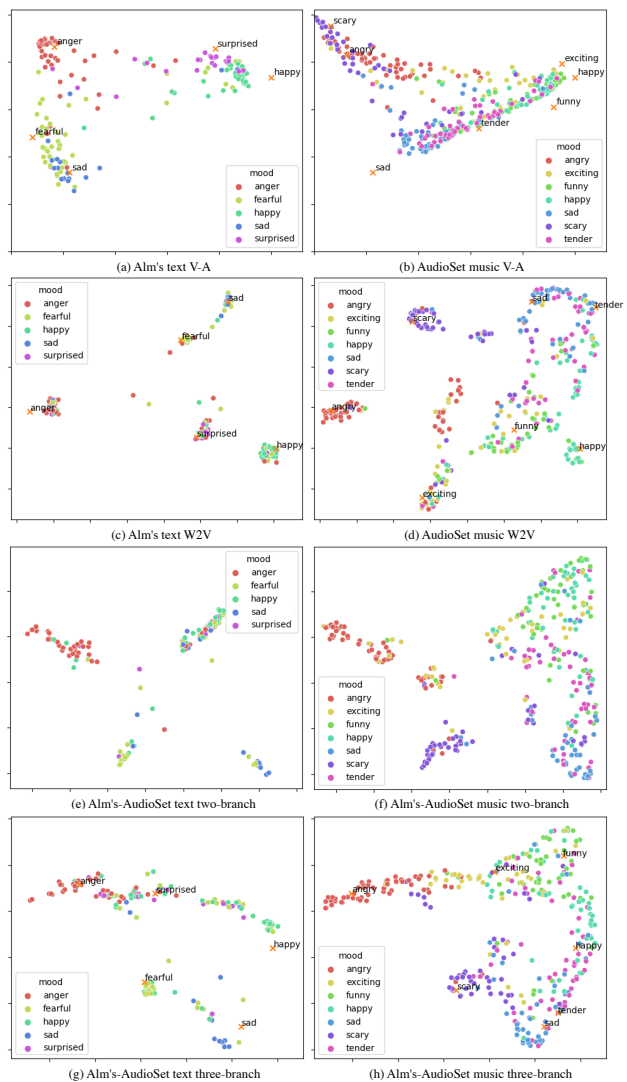 anger
surprised
happy
fearful
sad
mood
anger
fearful
happy
sad
surprised
(a) Alm's text V-A
scary
angry
exciting
happy
funny
tender
sad
mood
angry
exciting
funny
happy
sad
scary
tender
(b) AudioSet music V-A
mood
anger
fearful
happy
sad
surprised
sad
fearful
anger
surprised
happy
(c) Alm's text W2V
mood
angry
exciting
funny
happy
sad
scary
tender
sad
tender
scary
angry
funny
happy
exciting
(d) AudioSet music W2V
mood
anger
fearful
happy
sad
surprised
(e) Alm's-AudioSet text two-branch
mood
angry
exciting
funny
happy
sad
scary
tender
(f) Alm's-AudioSet music two-branch
anger
surprised
happy
fearful
sad
mood
anger
fearful
happy
sad
surprised
(g) Alm's-AudioSet text three-branch
funny
exciting
angry
happy
scary
tender
sad
mood
angry
exciting
funny
happy
sad
scary
tender
(h) Alm's-AudioSet music three-branch